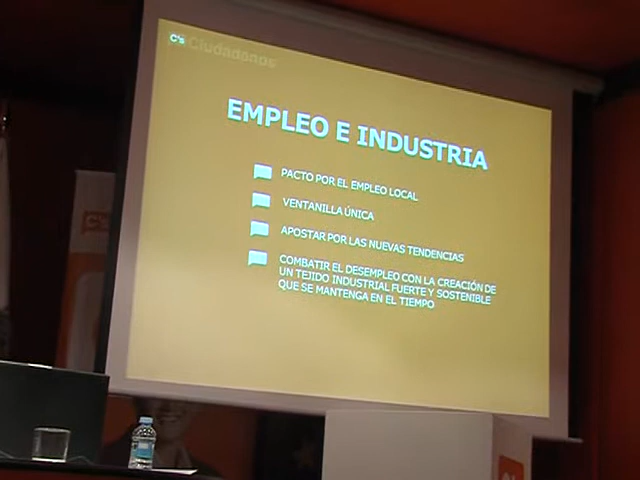 C's Ciudadanos
EMPLEO E INDUSTRIA
PACTO POR EL EMPLEO LOCAL
VENTANILLA ÚNICA
APOSTAR POR LAS NUEVAS TENDENCIAS
COMBATIR EL DESEMPLEO CON LA CREACIÓN DE
UN TEJIDO INDUSTRIAL FUERTE Y SOSTENIBLE
QUE SE MANTENGA EN EL TIEMPO
C's